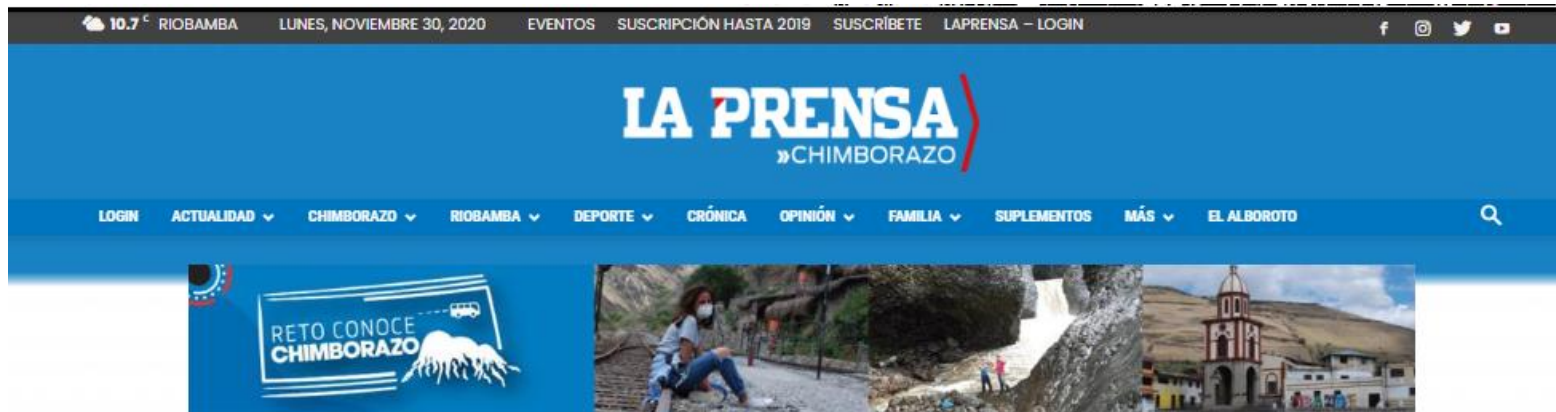 10.7 C RIOBAMBA LUNES, NOVIEMBRE 30, 2020 EVENTOS SUSCRIPCIÓN HASTA 2019 SUSCRÍBETE LAPRENSA – LOGIN
LA PRENSA
»CHIMBORAZO
LOGIN ACTUALIDAD CHIMBORAZO RIOBAMBA DEPORTE CRÓNICA OPINIÓN FAMILIA SUPLEMENTOS MÁS EL ALBOROTO
RETO CONOCE
CHIMBORAZO